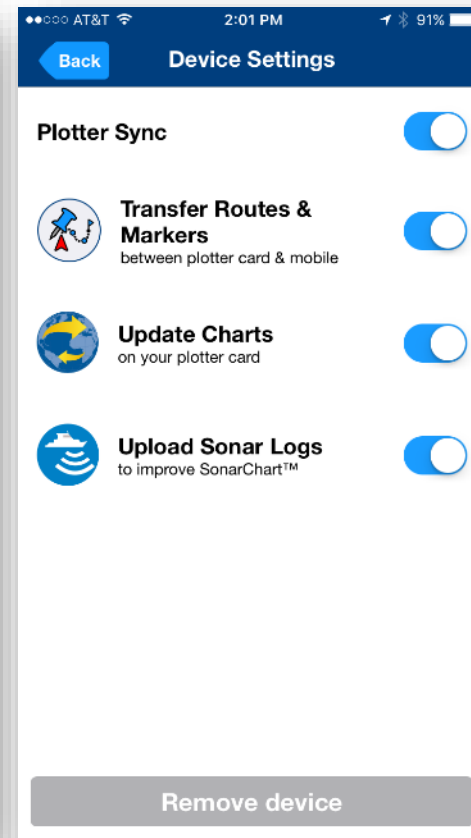 AT&T 2:01 PM 91%
Back Device Settings
Plotter Sync
Transfer Routes &
Markers
between plotter card & mobile
Update Charts
on your plotter card
Upload Sonar Logs
to improve SonarChart™
Remove device